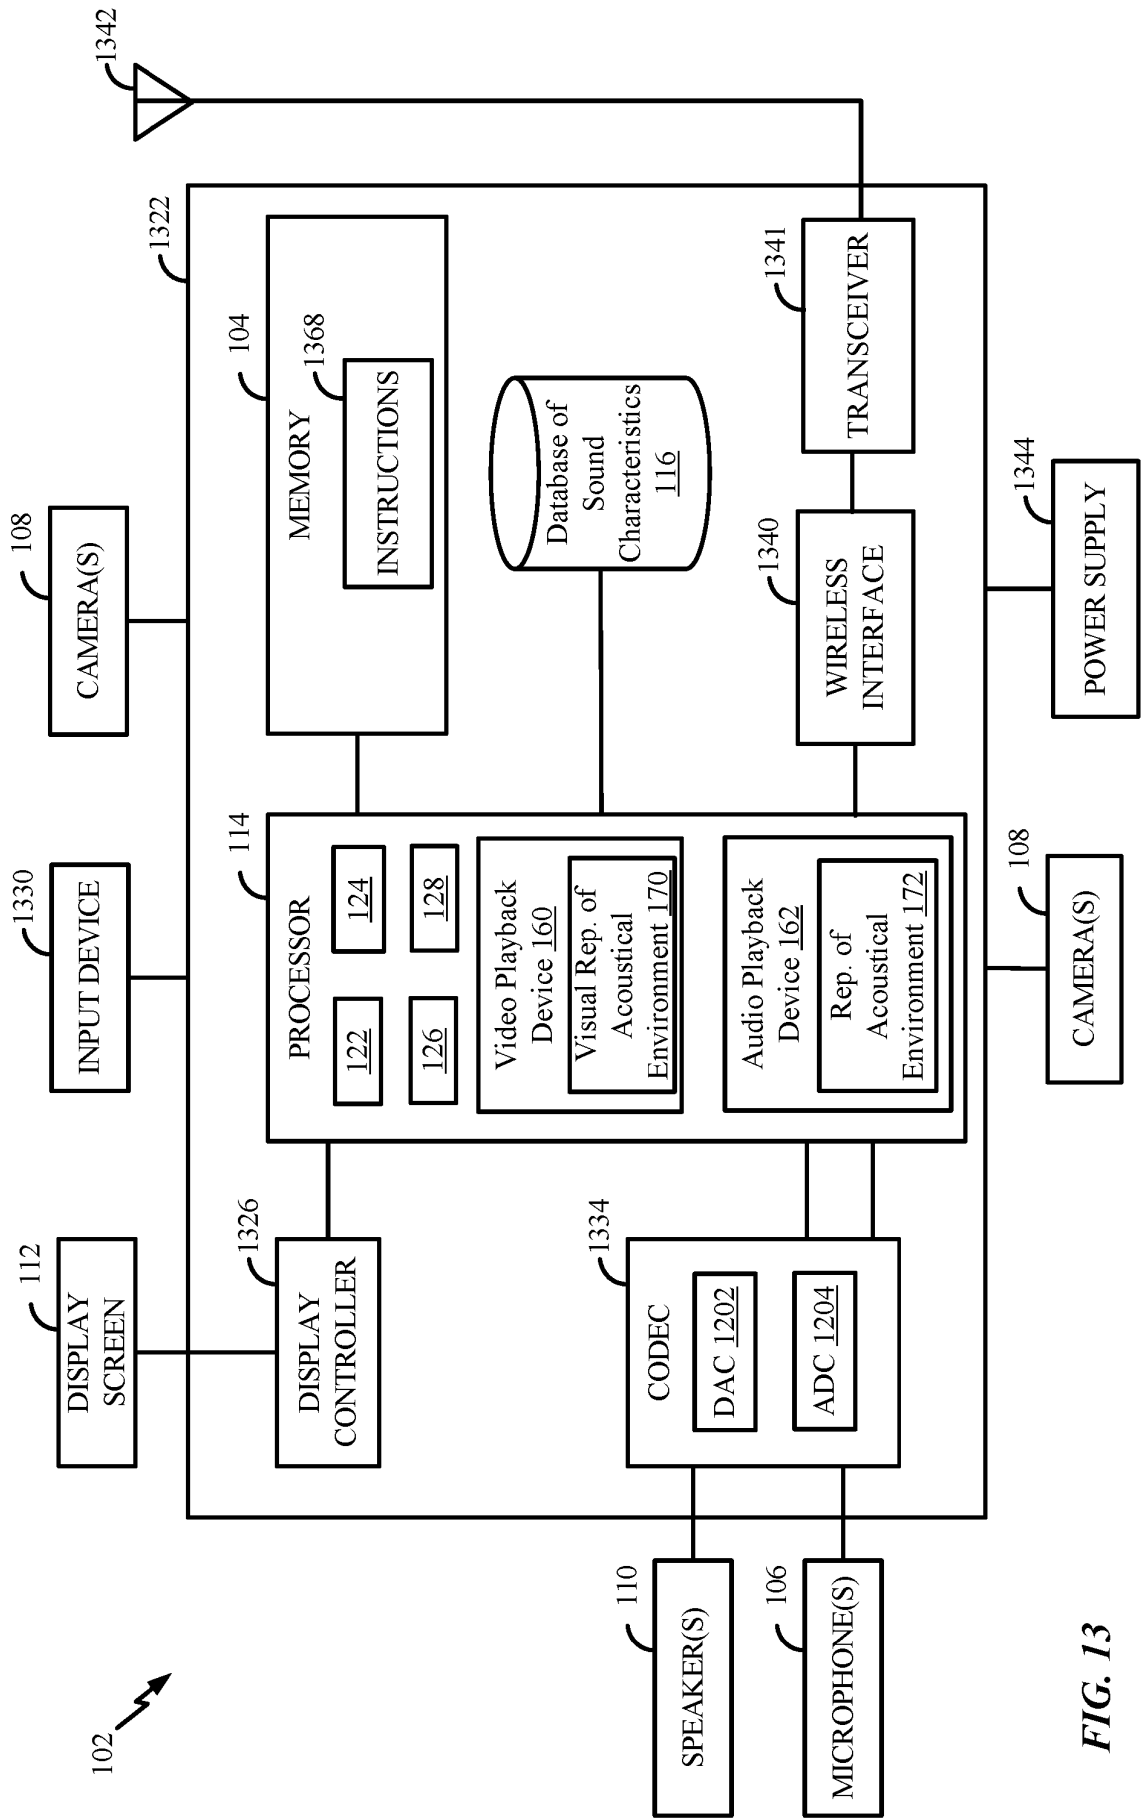 102
112
DISPLAY
SCREEN
1330
INPUT DEVICE
108
CAMERA(S)
1342
1322
1326
DISPLAY
CONTROLLER
114
PROCESSOR
122
124
126
128
Video Playback
Device 160
Visual Rep. of
Acoustical
Environment 170
Audio Playback
Device 162
Rep. of
Acoustical
Environment 172
104
MEMORY
1368
INSTRUCTIONS
Database of
Sound
Characteristics
116
1334
CODEC
DAC 1202
ADC 1204
1340
WIRELESS
INTERFACE
1341
TRANSCEIVER
110
SPEAKER(S)
106
MICROPHONE(S)
108
CAMERA(S)
1344
POWER SUPPLY
FIG. 13